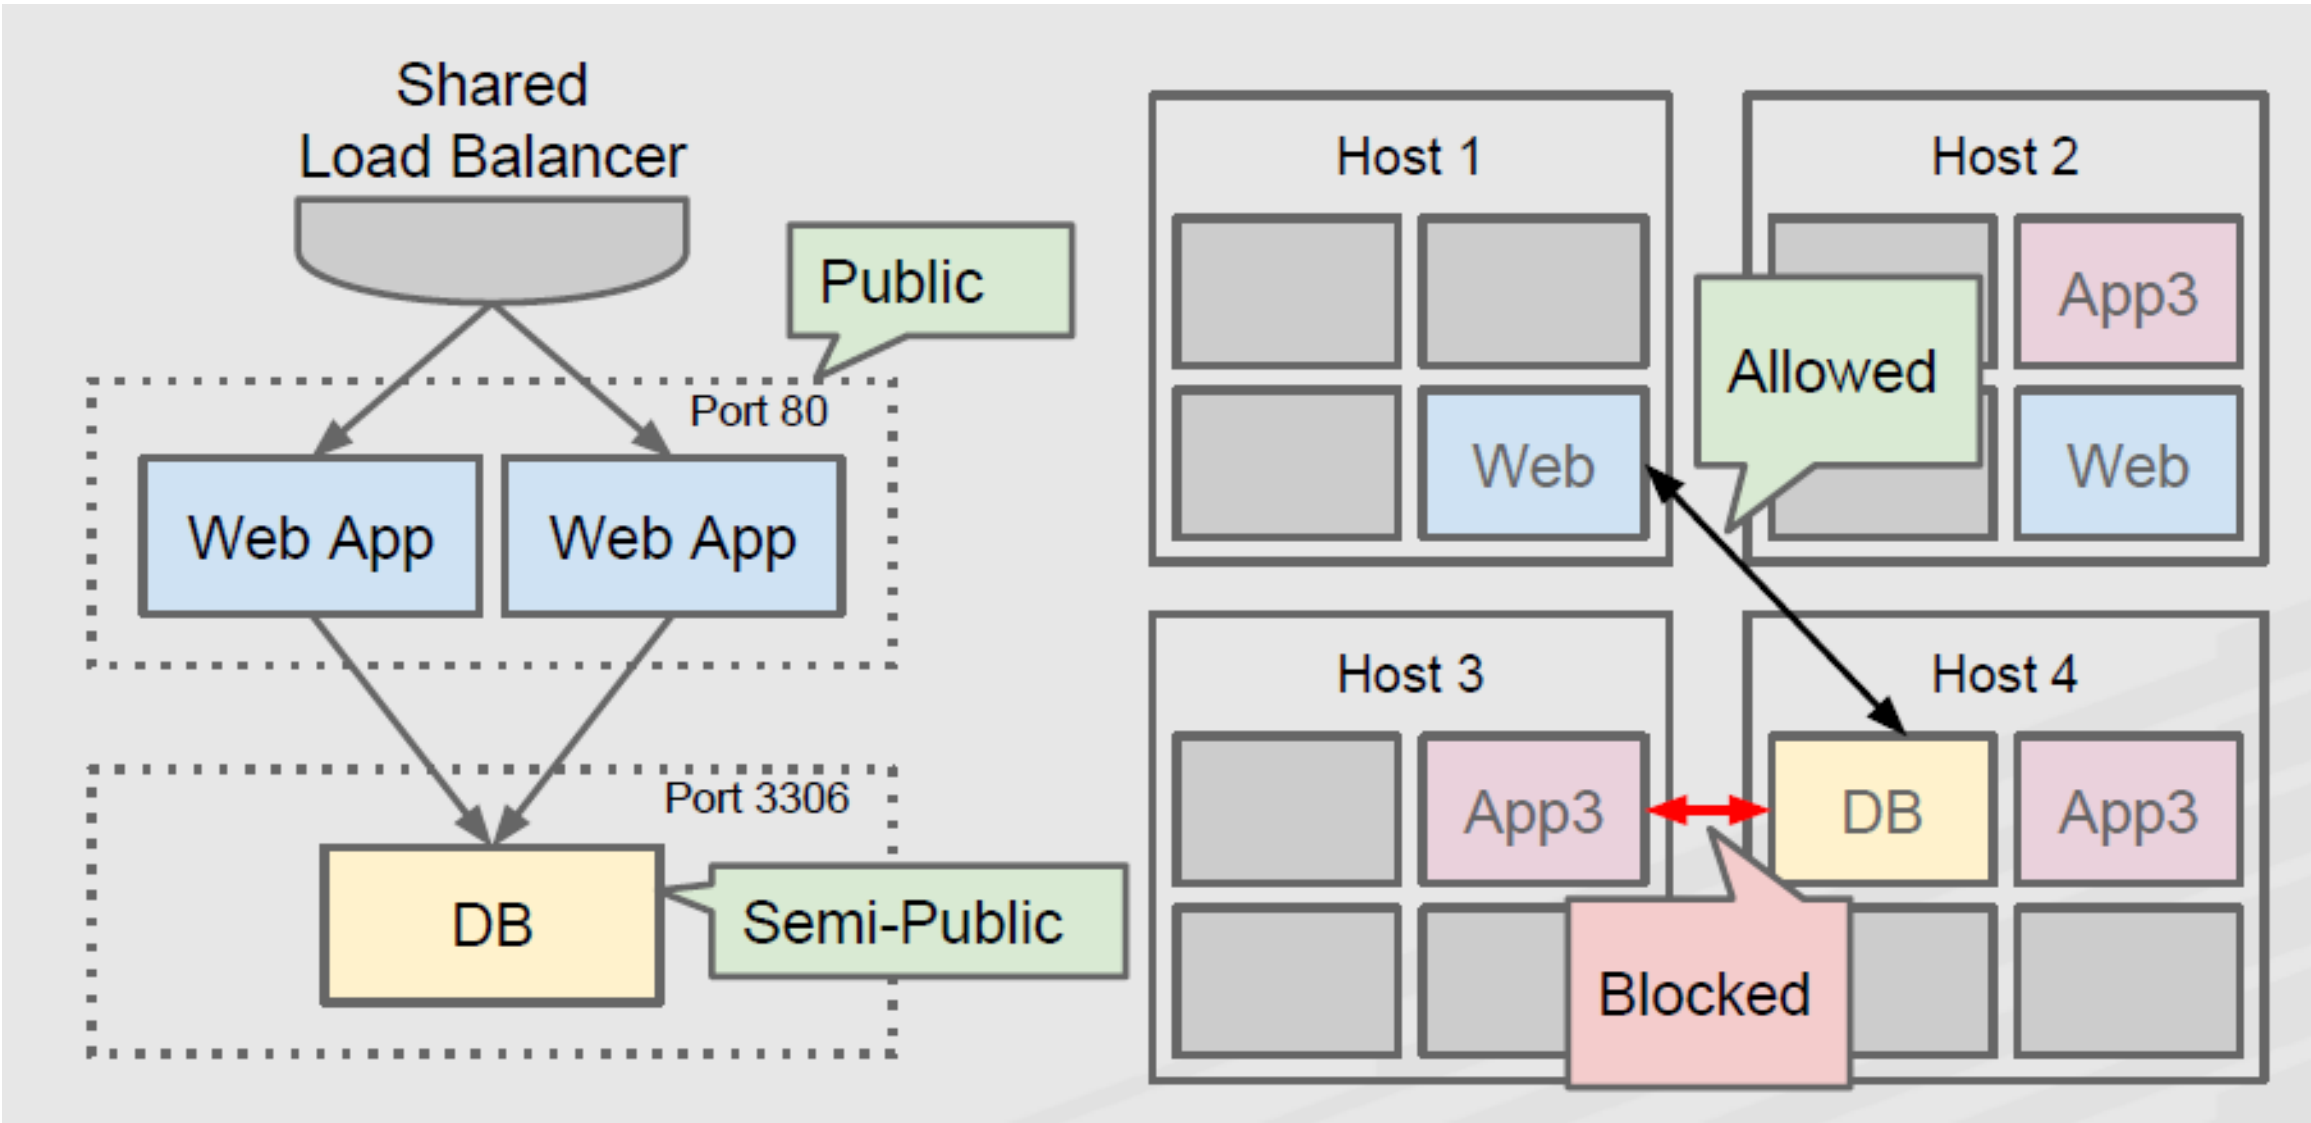 Shared
Load Balancer
Public
Port 80
Web App
Web App
Port 3306
DB
Semi-Public
Host 1
Web
Host 2
App3
Allowed
Web
Host 3
App3
Host 4
DB
App3
Blocked